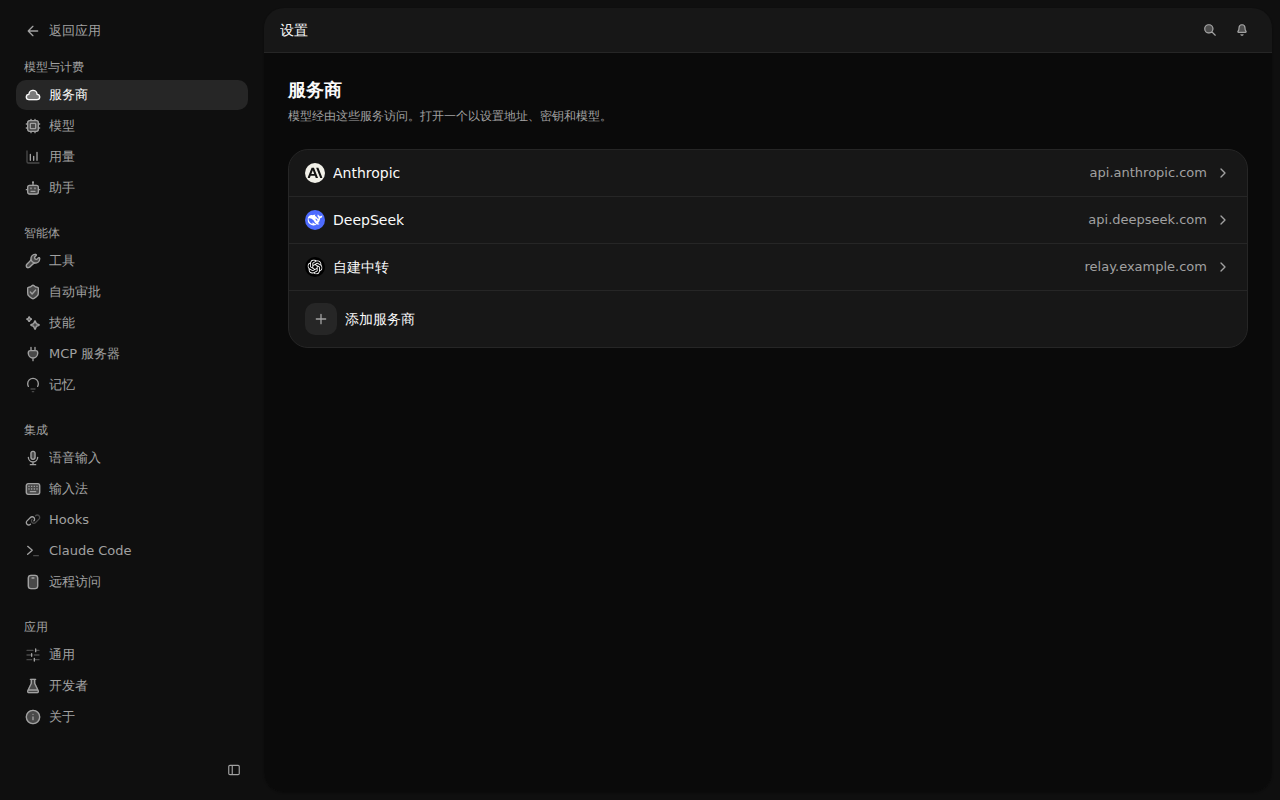 返回应用
模型与计费
服务商
模型
用量
助手
智能体
工具
自动审批
技能
MCP 服务器
记忆
集成
语音输入
输入法
Hooks
Claude Code
远程访问
应用
通用
开发者
关于
设置
服务商
模型经由这些服务访问。打开一个以设置地址、密钥和模型。
Anthropic api.anthropic.com
DeepSeek api.deepseek.com
自建中转 relay.example.com
添加服务商